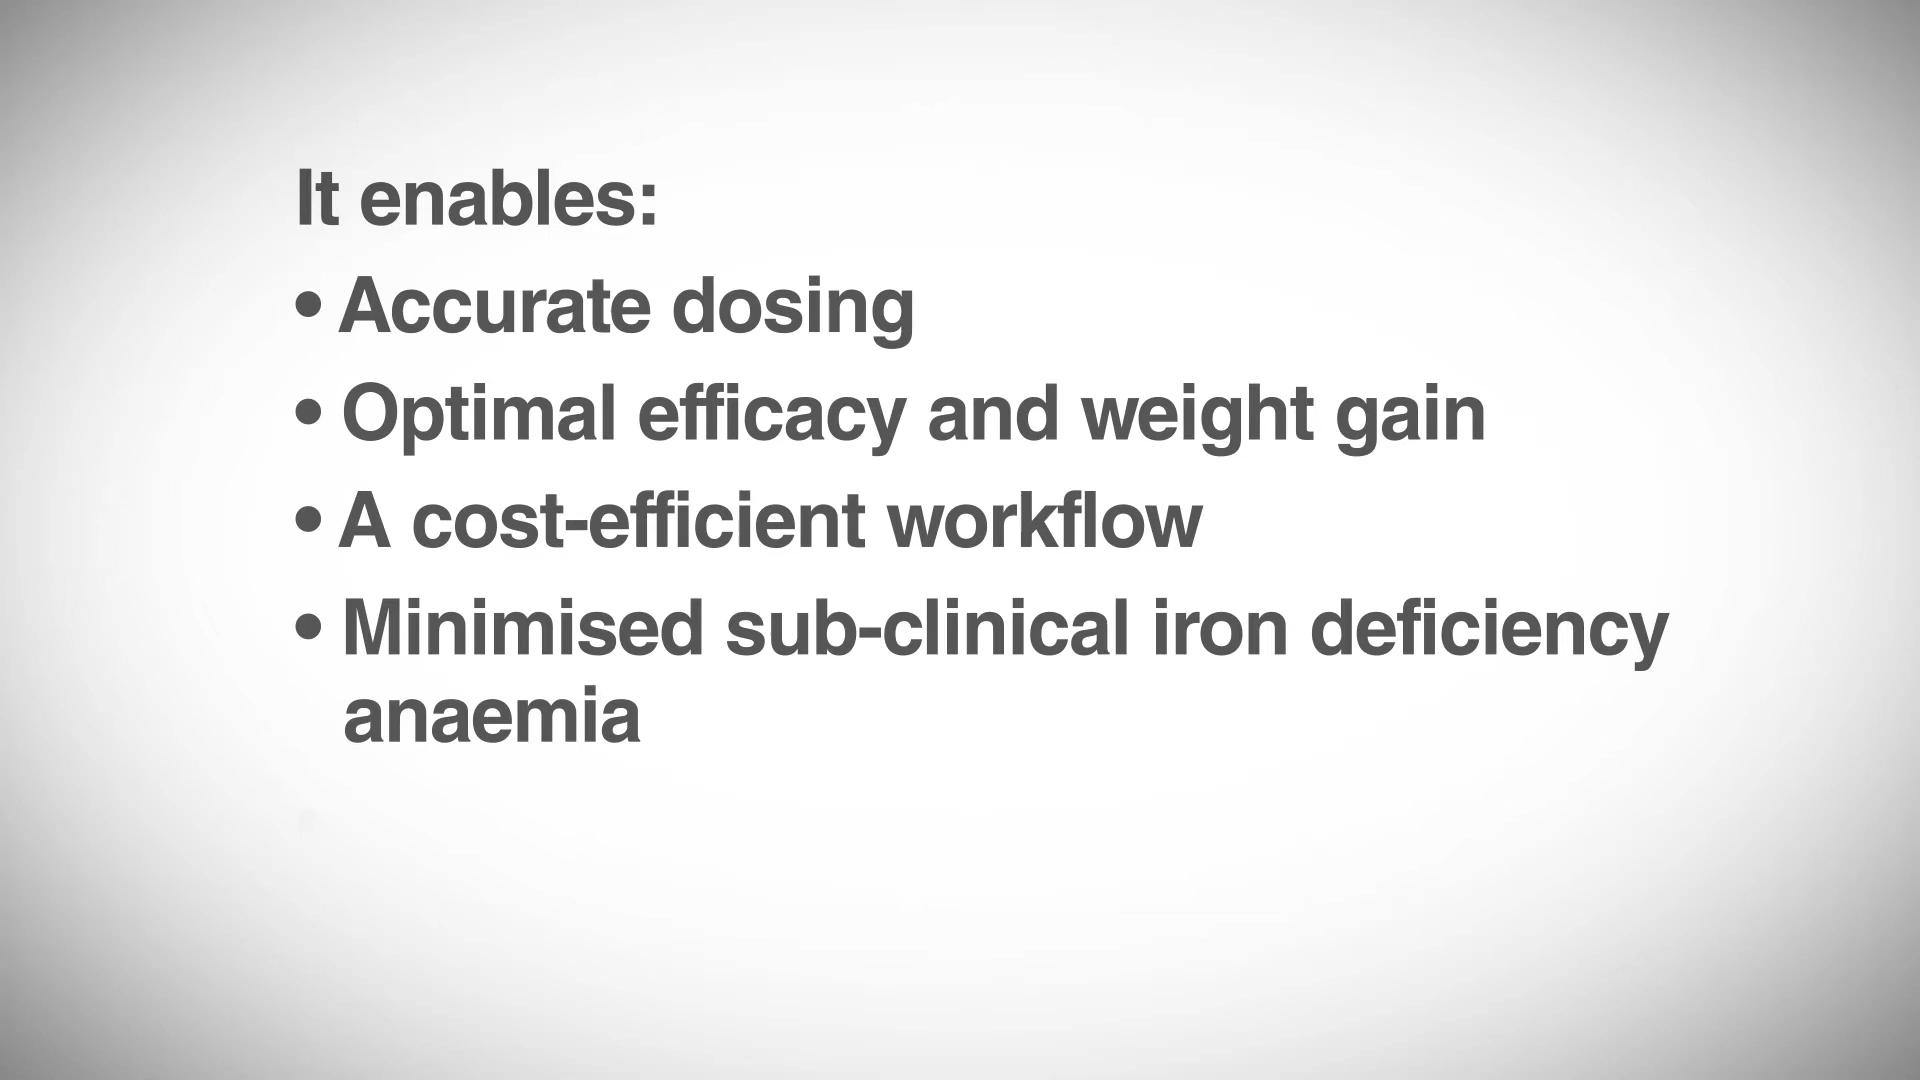 It enables:
• Accurate dosing
• Optimal efficacy and weight gain
• A cost-efficient workflow
• Minimised sub-clinical iron deficiency
anaemia